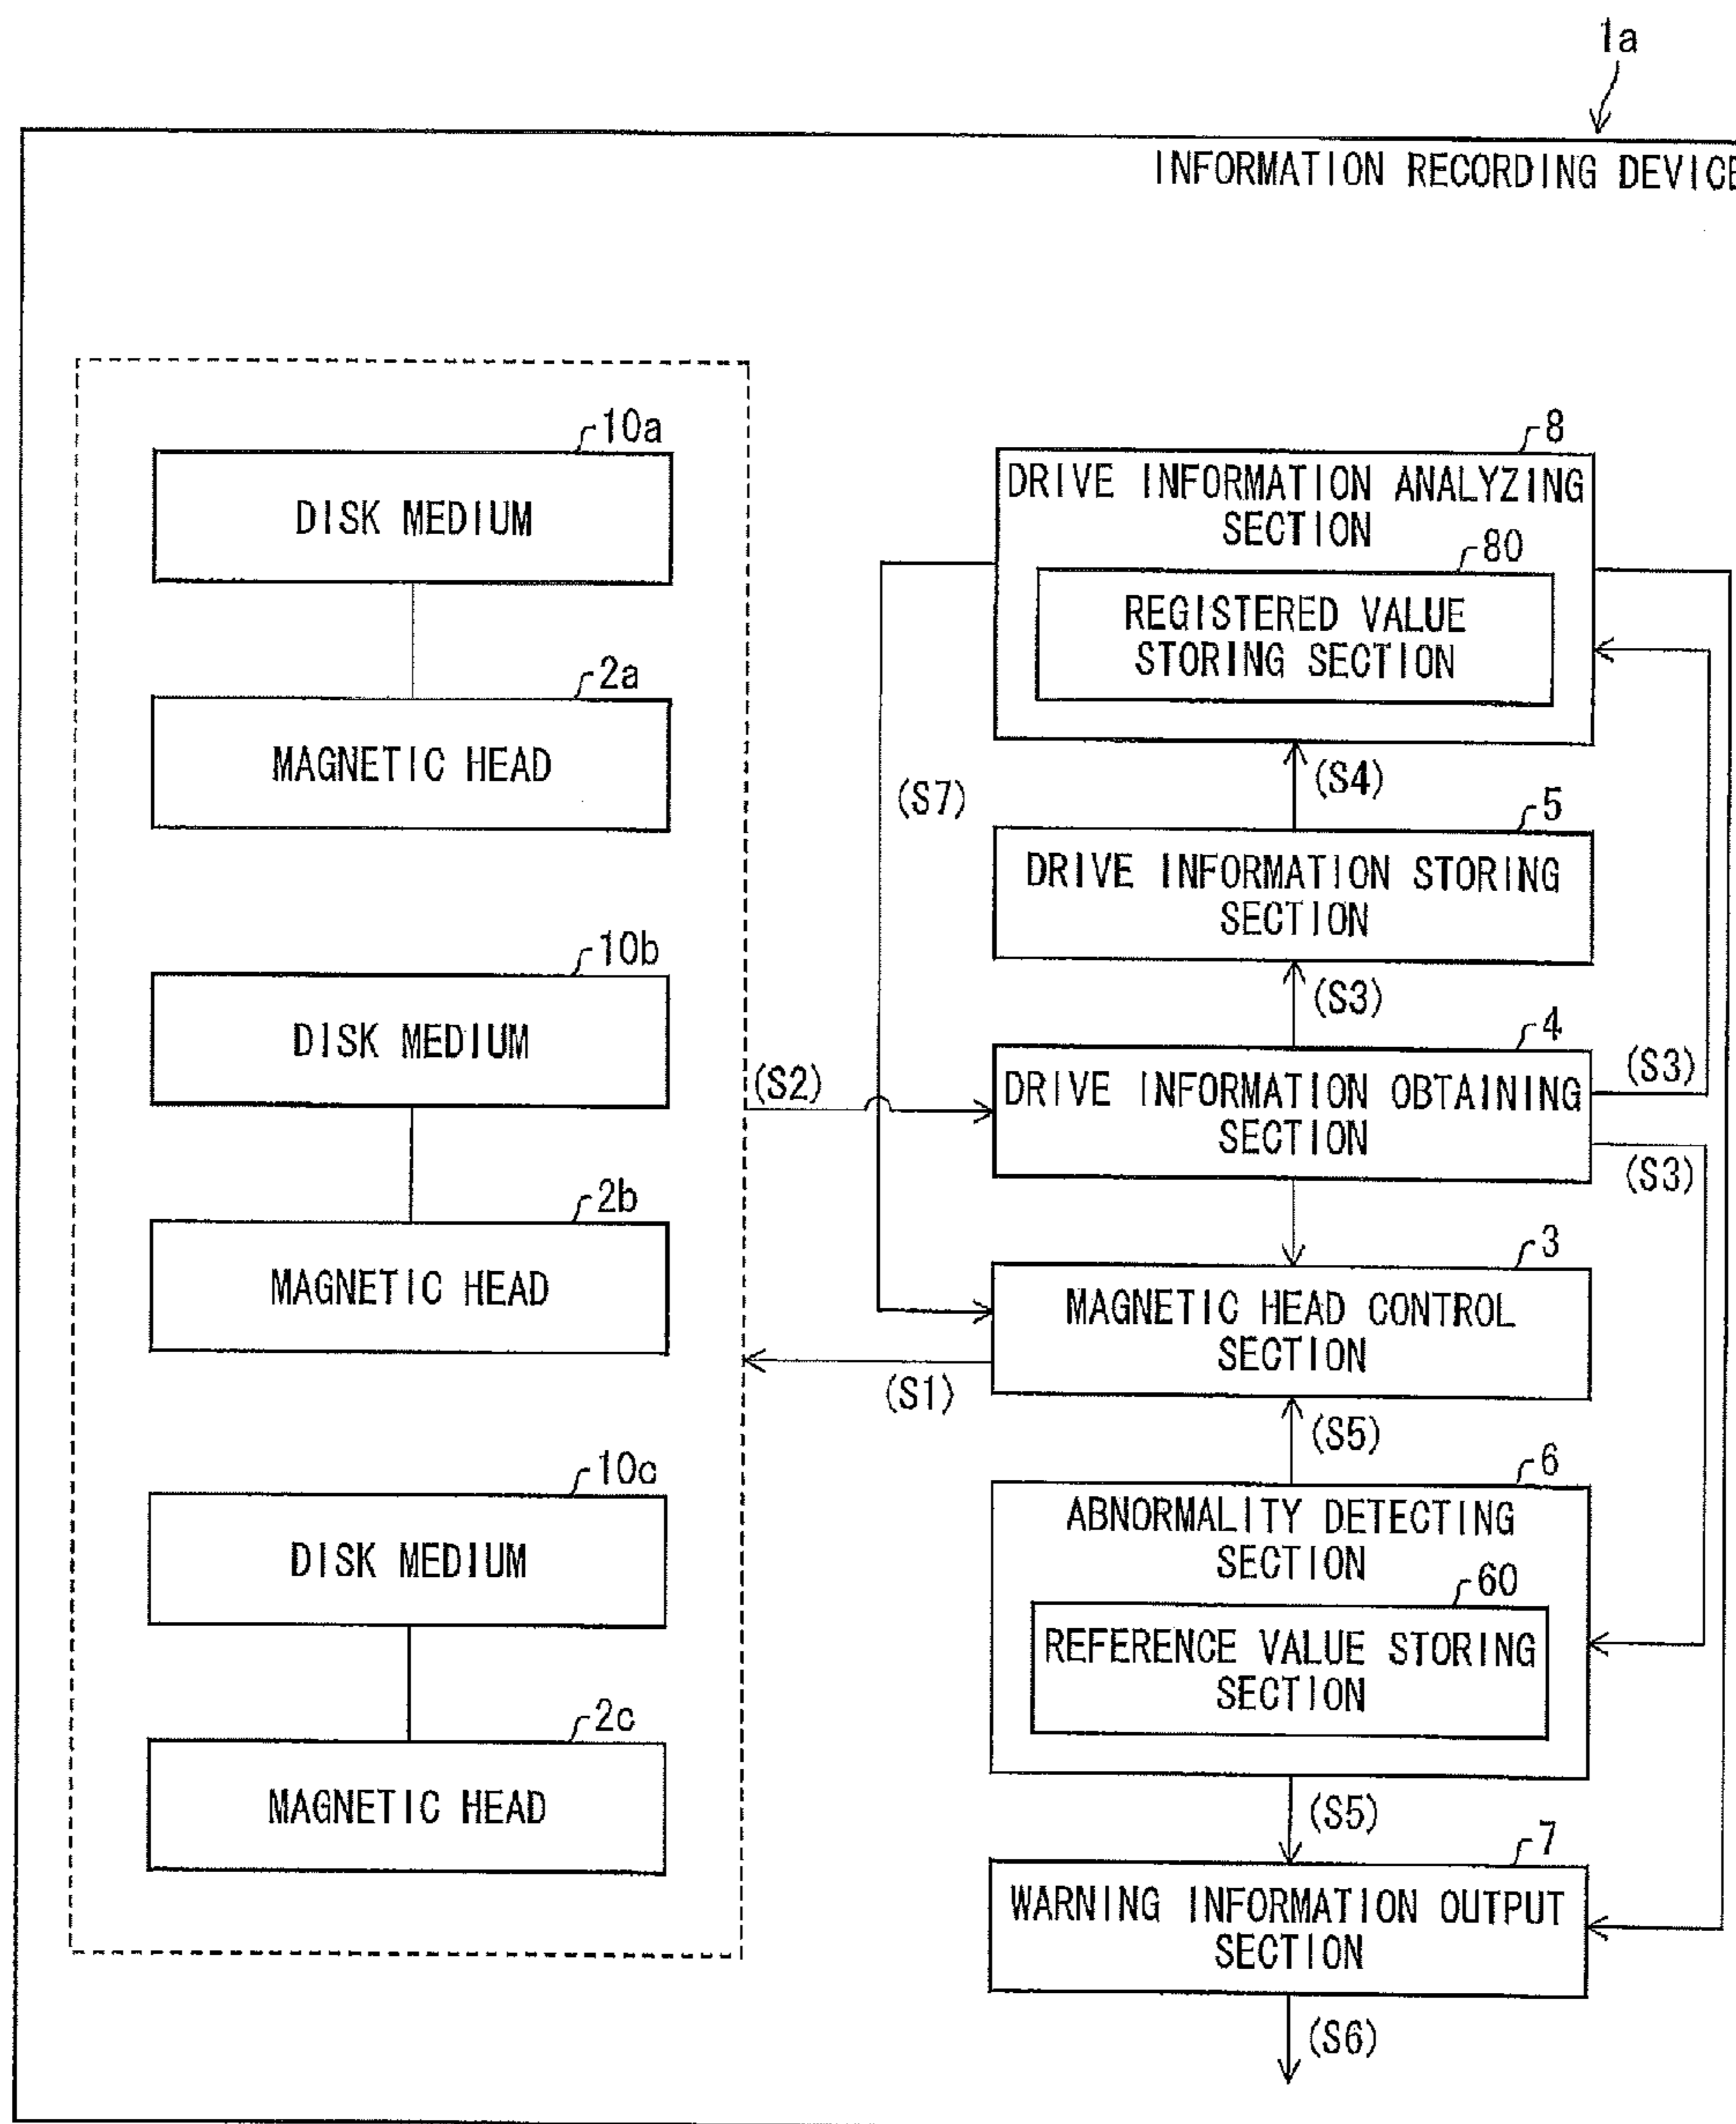 1a
INFORMATION RECORDING DEVICE
10a
DISK MEDIUM
2a
MAGNETIC HEAD
10b
DISK MEDIUM
2b
MAGNETIC HEAD
10c
DISK MEDIUM
2c
MAGNETIC HEAD
(S2)
(S1)
(S7)
8
DRIVE INFORMATION ANALYZING
SECTION
80
REGISTERED VALUE
STORING SECTION
(S4)
5
DRIVE INFORMATION STORING
SECTION
(S3)
4
DRIVE INFORMATION OBTAINING
SECTION
(S3)
(S3)
3
MAGNETIC HEAD CONTROL
SECTION
(S5)
6
ABNORMALITY DETECTING
SECTION
60
REFERENCE VALUE STORING
SECTION
(S5)
7
WARNING INFORMATION OUTPUT
SECTION
(S6)